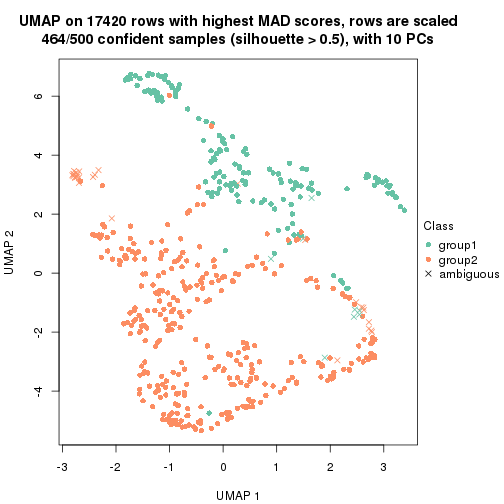 UMAP on 17420 rows with highest MAD scores, rows are scaled
464/500 confident samples (silhouette > 0.5), with 10 PCs
6
4
2
0
-2
-4
UMAP 2
-3
-2
-1
0
1
2
3
UMAP 1
Class
group1
group2
ambiguous